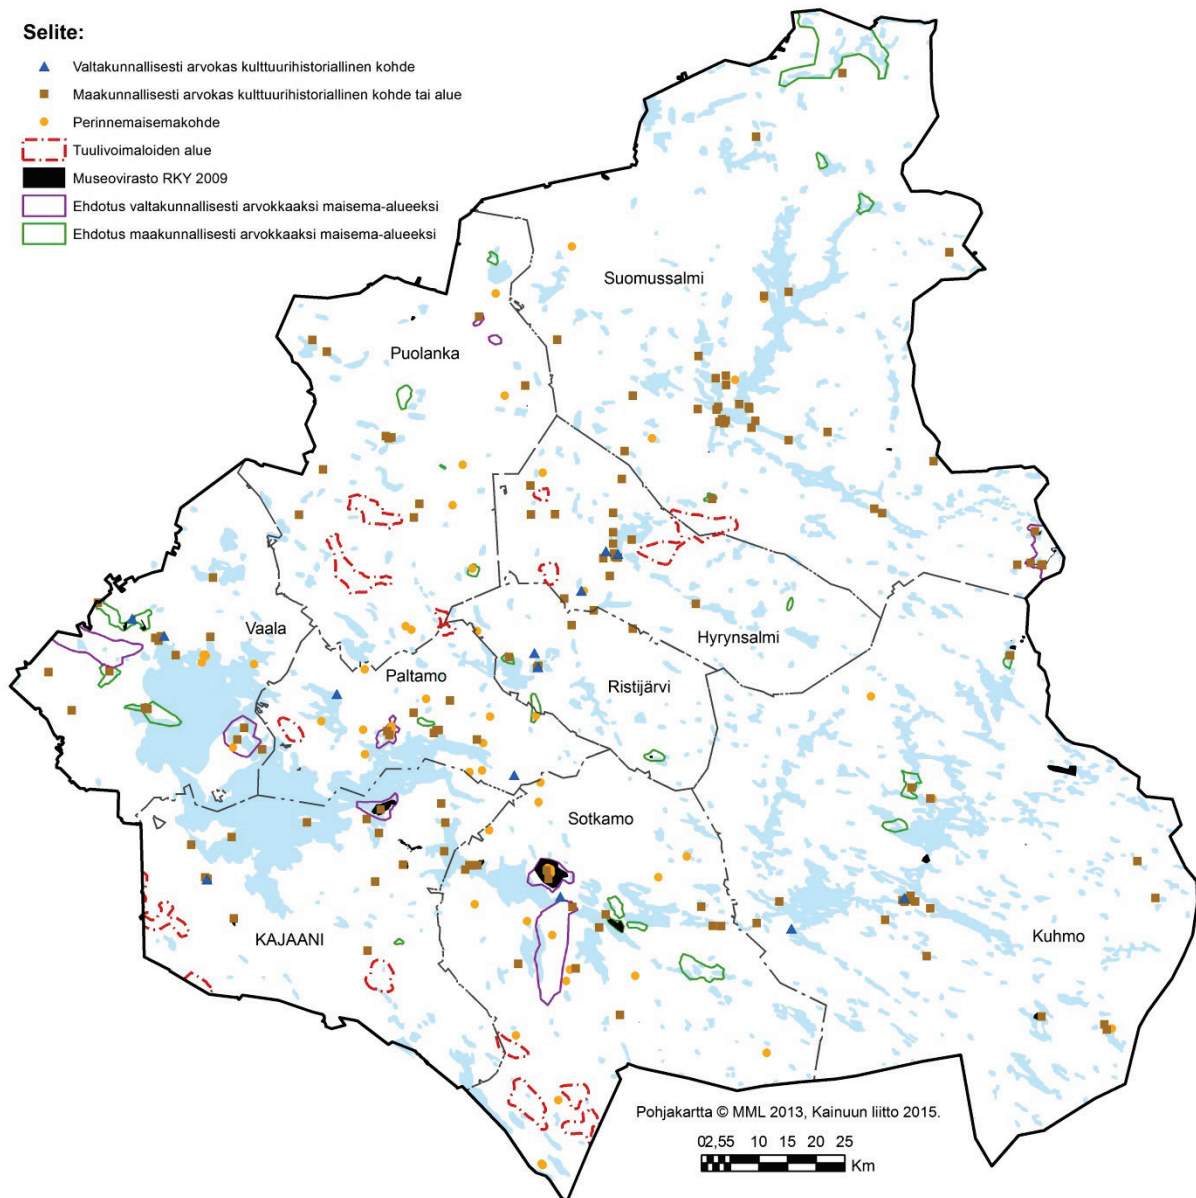 Selite:
Valtakunnallisesti arvokas kulttuurihistoriallinen kohde
Maakunnallisesti arvokas kulttuurihistoriallinen kohde tai alue
Perinnemaisemakohde
Tuulivoimaloiden alue
Museovirasto RKY 2009
Ehdotus valtakunnallisesti arvokkaaksi maisema-alueeksi
Ehdotus maakunnallisesti arvokkaaksi maisema-alueeksi
Suomussalmi
Puolanka
Vaala
Hyrynsalmi
Paltamo
Ristijärvi
Sotkamo
KAJAANI
Kuhmo
Pohjakartta © MML 2013, Kainuun liitto 2015.
02,55 10 15 20 25
Km